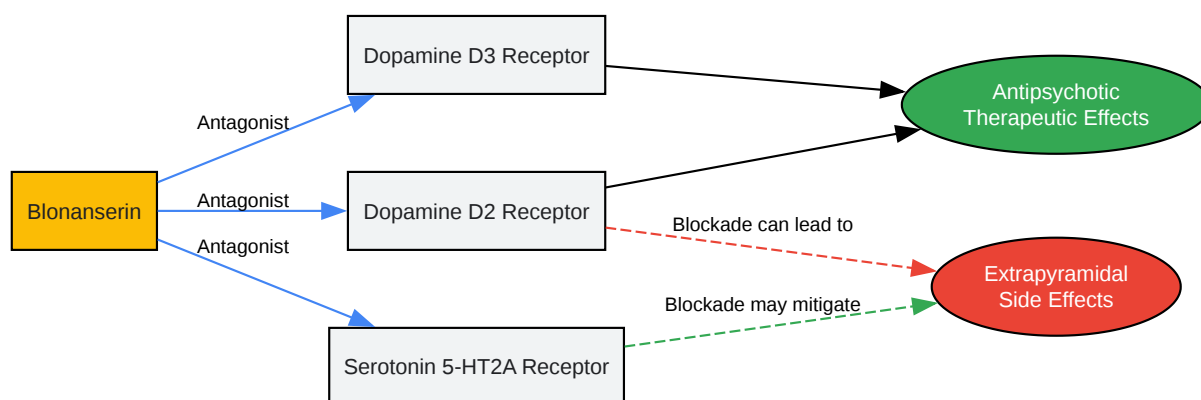 Dopamine D3 Receptor
Antipsychotic
Therapeutic Effects
Antagonist
Blonanserin
Antagonist
Dopamine D2 Receptor
Blockade can lead to
Antagonist
Extrapyramidal
Side Effects
Blockade may mitigate
Serotonin 5-HT2A Receptor